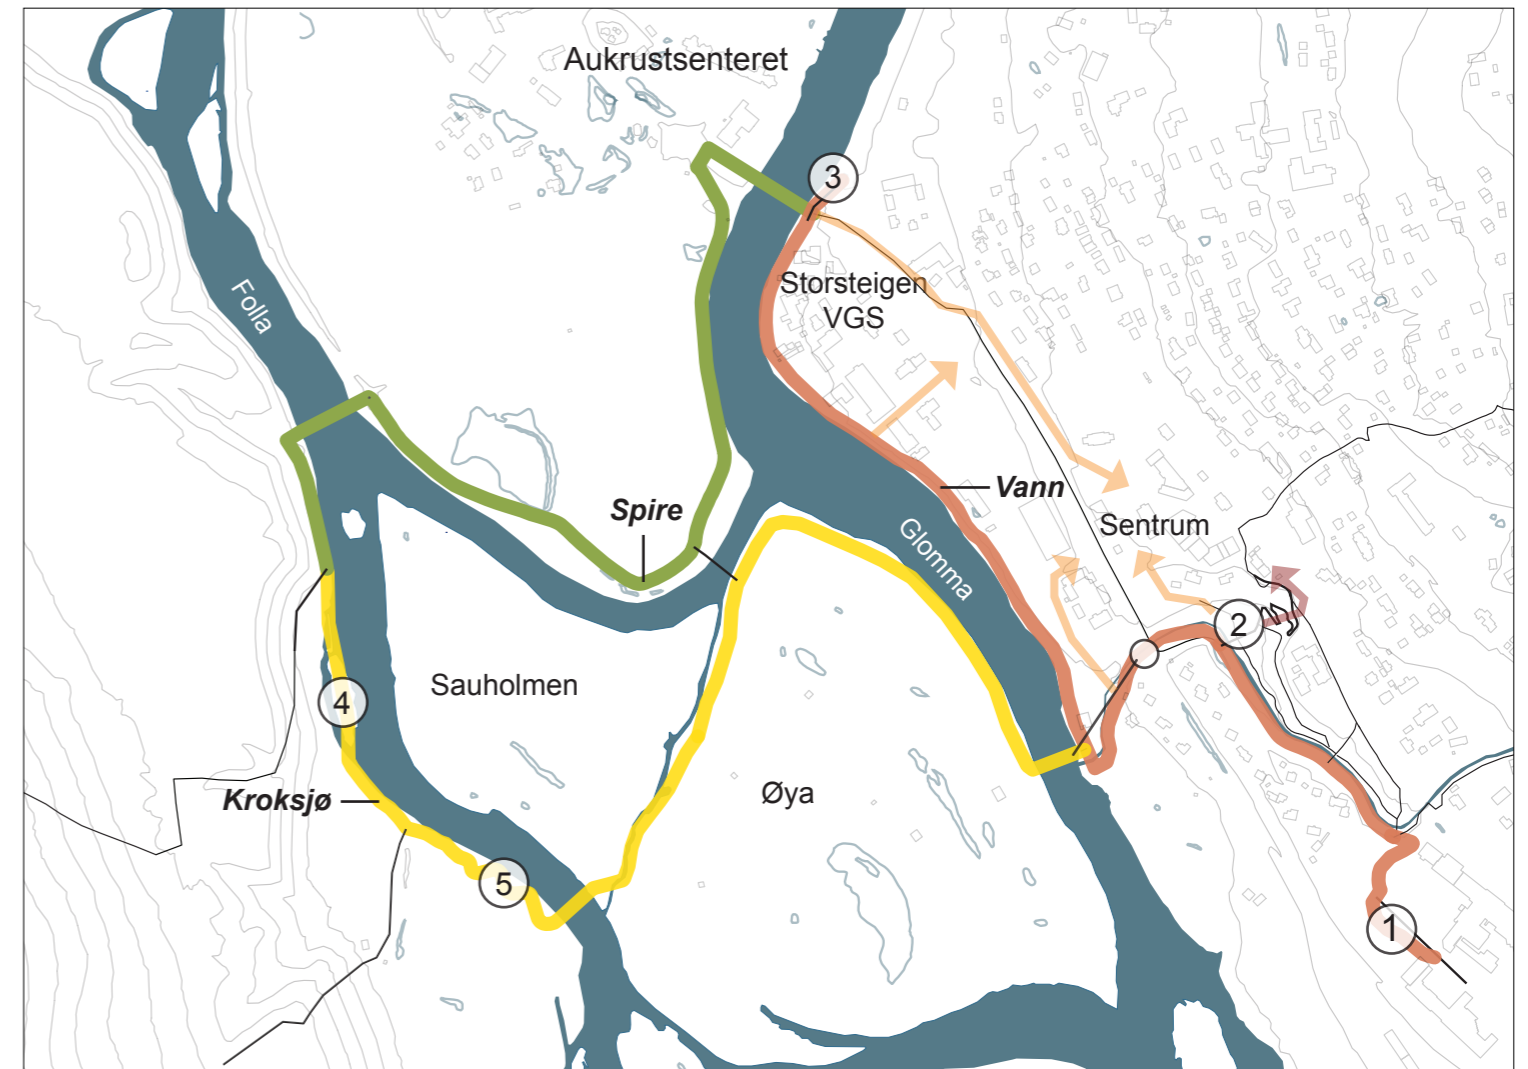 Aukrustsenteret
3
Storsteigen
VGS
Folla
Vann
Spire
Sentrum
Glomma
2
Sauholmen
4
Kroksjø
Øya
5
1